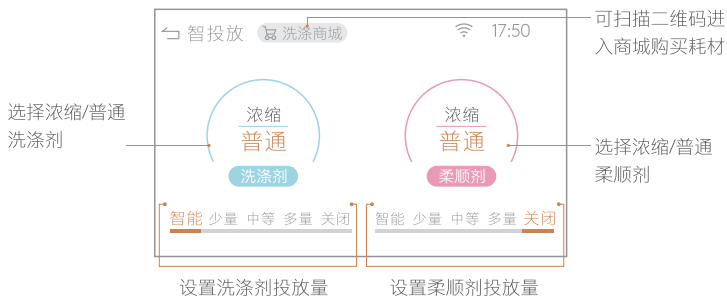 智投放
洗涤商城
17:50
可扫描二维码进
入商城购买耗材
选择浓缩/普通
洗涤剂
浓缩
普通
洗涤剂
浓缩
普通
柔顺剂
选择浓缩/普通
柔顺剂
智能 少量 中等 多量 关闭
智能 少量 中等 多量 关闭
设置洗涤剂投放量
设置柔顺剂投放量